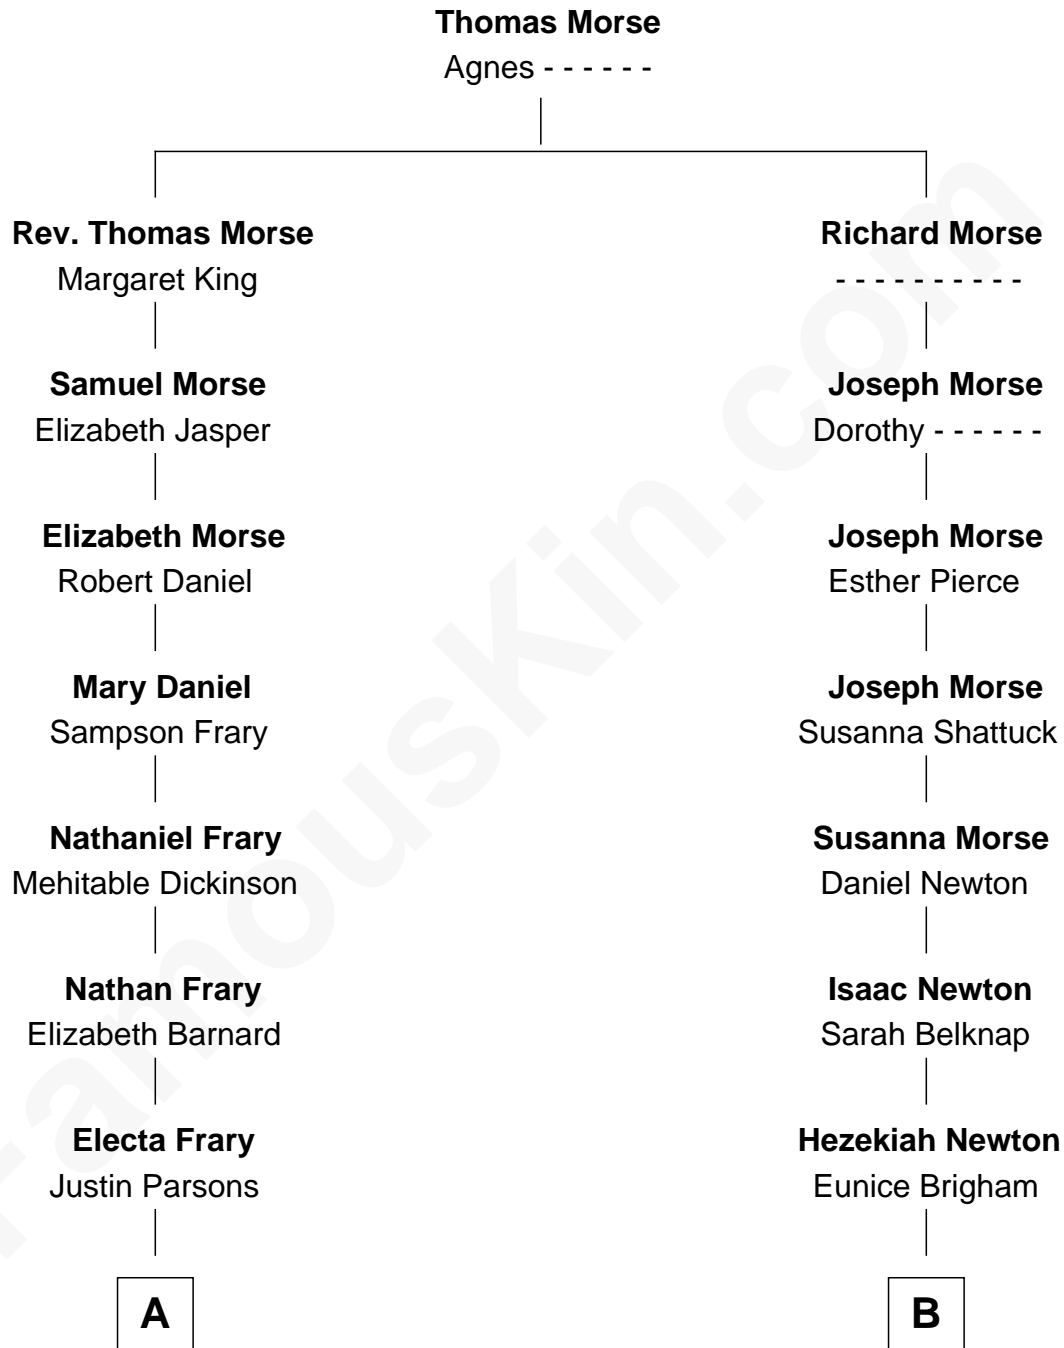 Thomas Morse
Agnes - - - - - -
Rev. Thomas Morse
Margaret King
Samuel Morse
Elizabeth Jasper
Elizabeth Morse
Robert Daniel
Mary Daniel
Sampson Frary
Nathaniel Frary
Mehitable Dickinson
Nathan Frary
Elizabeth Barnard
Electa Frary
Justin Parsons
A
Richard Morse
- - - - - - - - - -
Joseph Morse
Dorothy - - - - - -
Joseph Morse
Esther Pierce
Joseph Morse
Susanna Shattuck
Susanna Morse
Daniel Newton
Isaac Newton
Sarah Belknap
Hezekiah Newton
Eunice Brigham
B
FamousKin.com